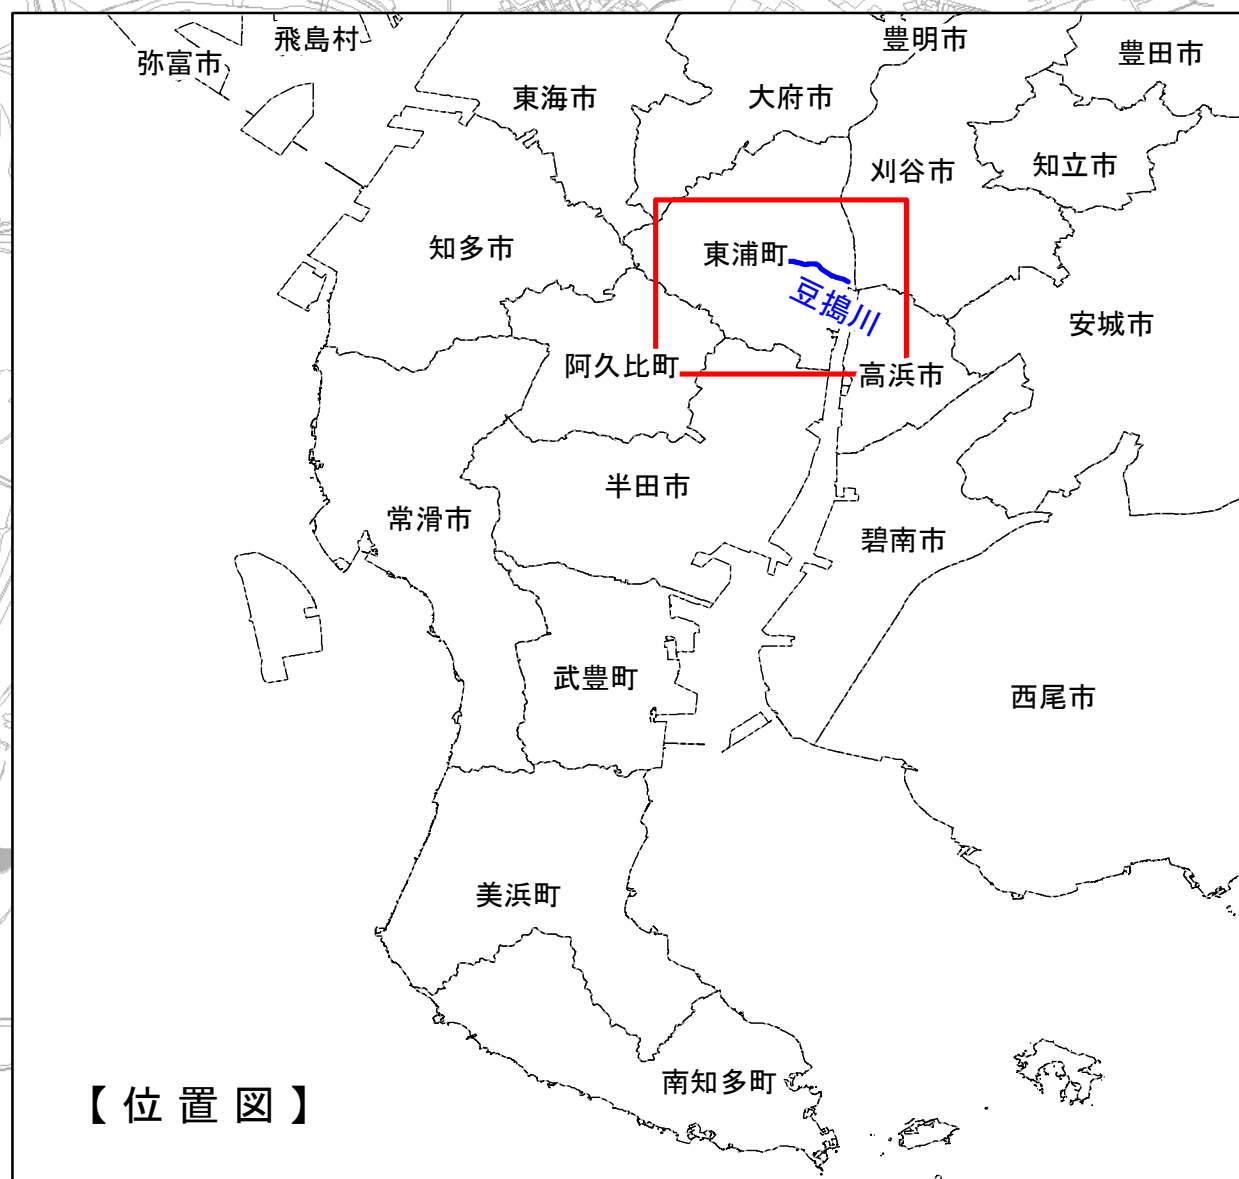 飛島村
弥富市
豊明市
豊田市
東海市
大府市
刈谷市
知立市
知多市
東浦町
豆搗川
安城市
阿久比町
高浜市
半田市
常滑市
碧南市
武豊町
西尾市
美浜町
南知多町
【位置図】